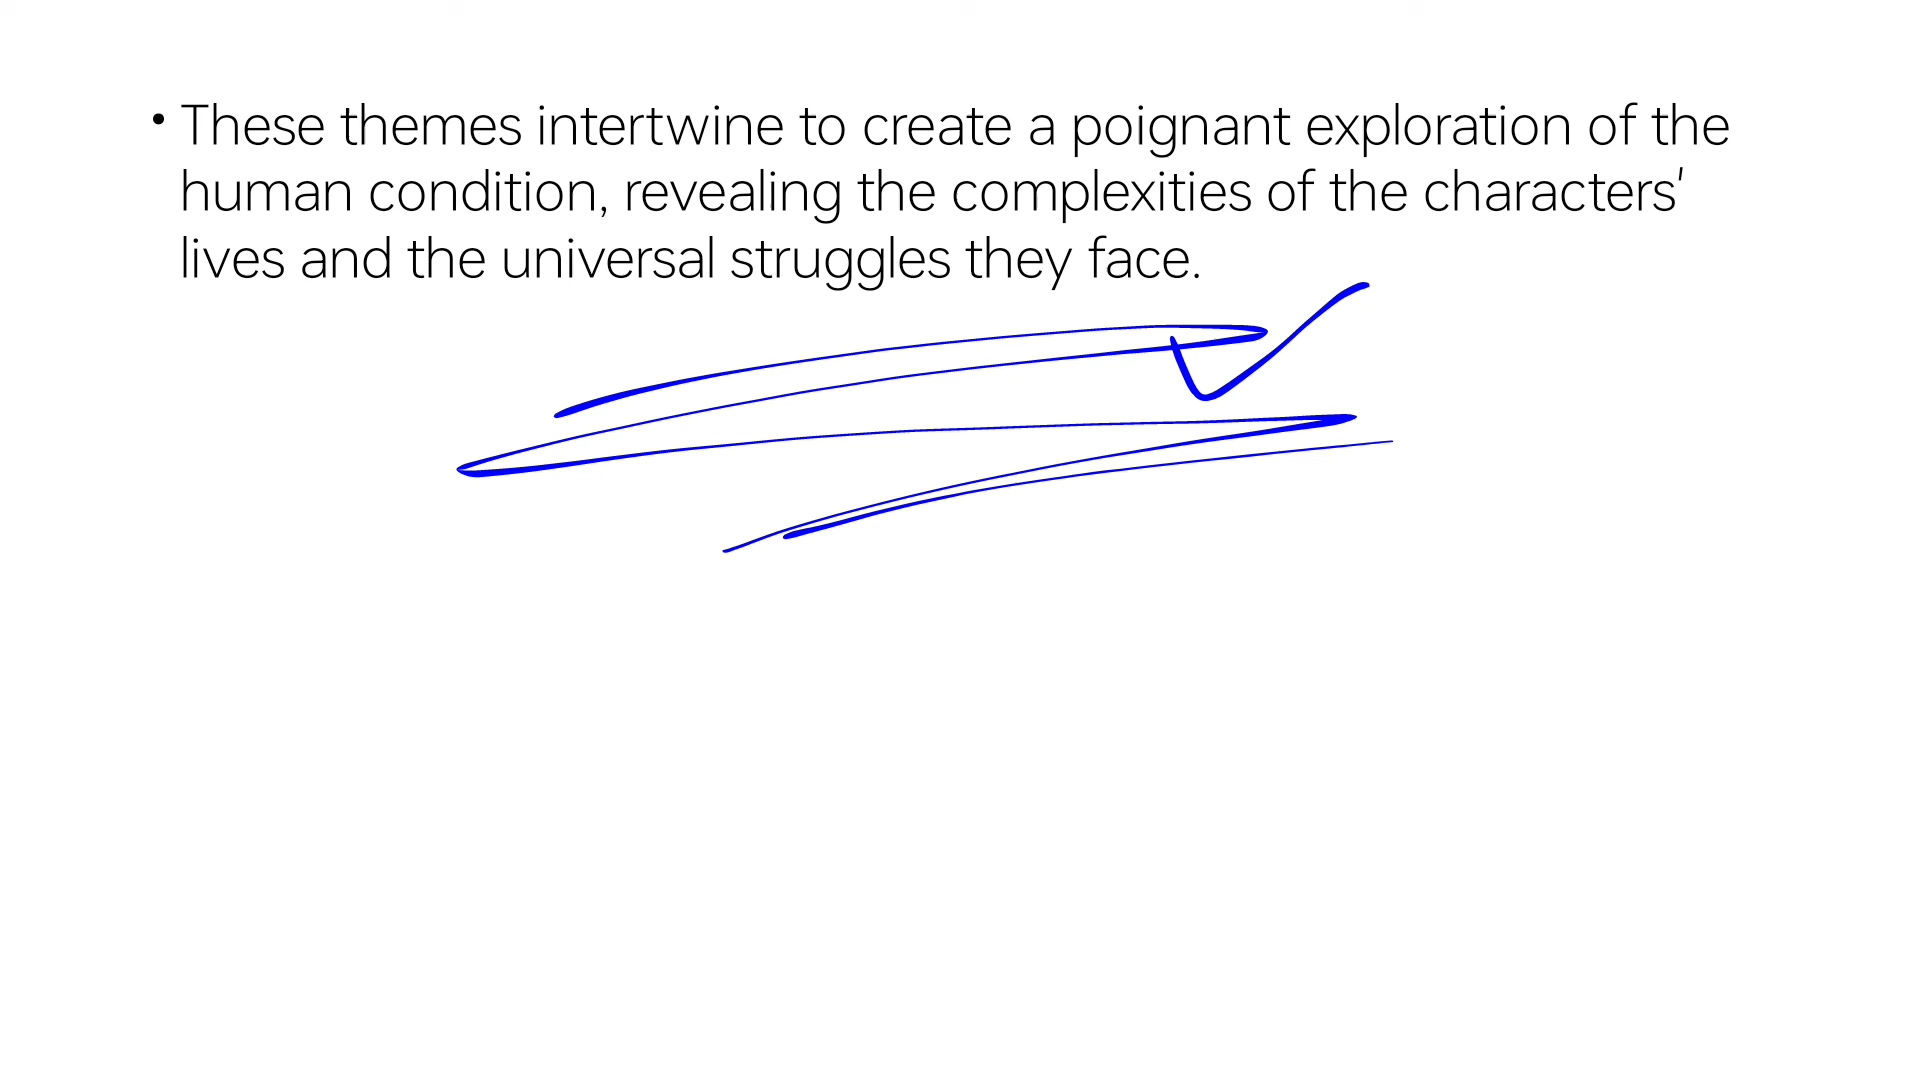 • These themes intertwine to create a poignant exploration of the
human condition, revealing the complexities of the characters'
lives and the universal struggles they face.